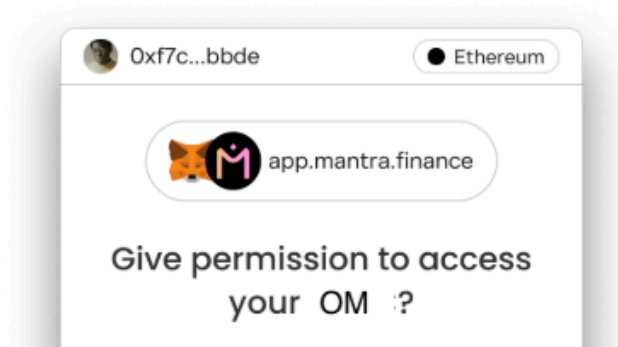 0xf7c...bbde
Ethereum
app.mantra.finance
Give permission to access
your OM :?